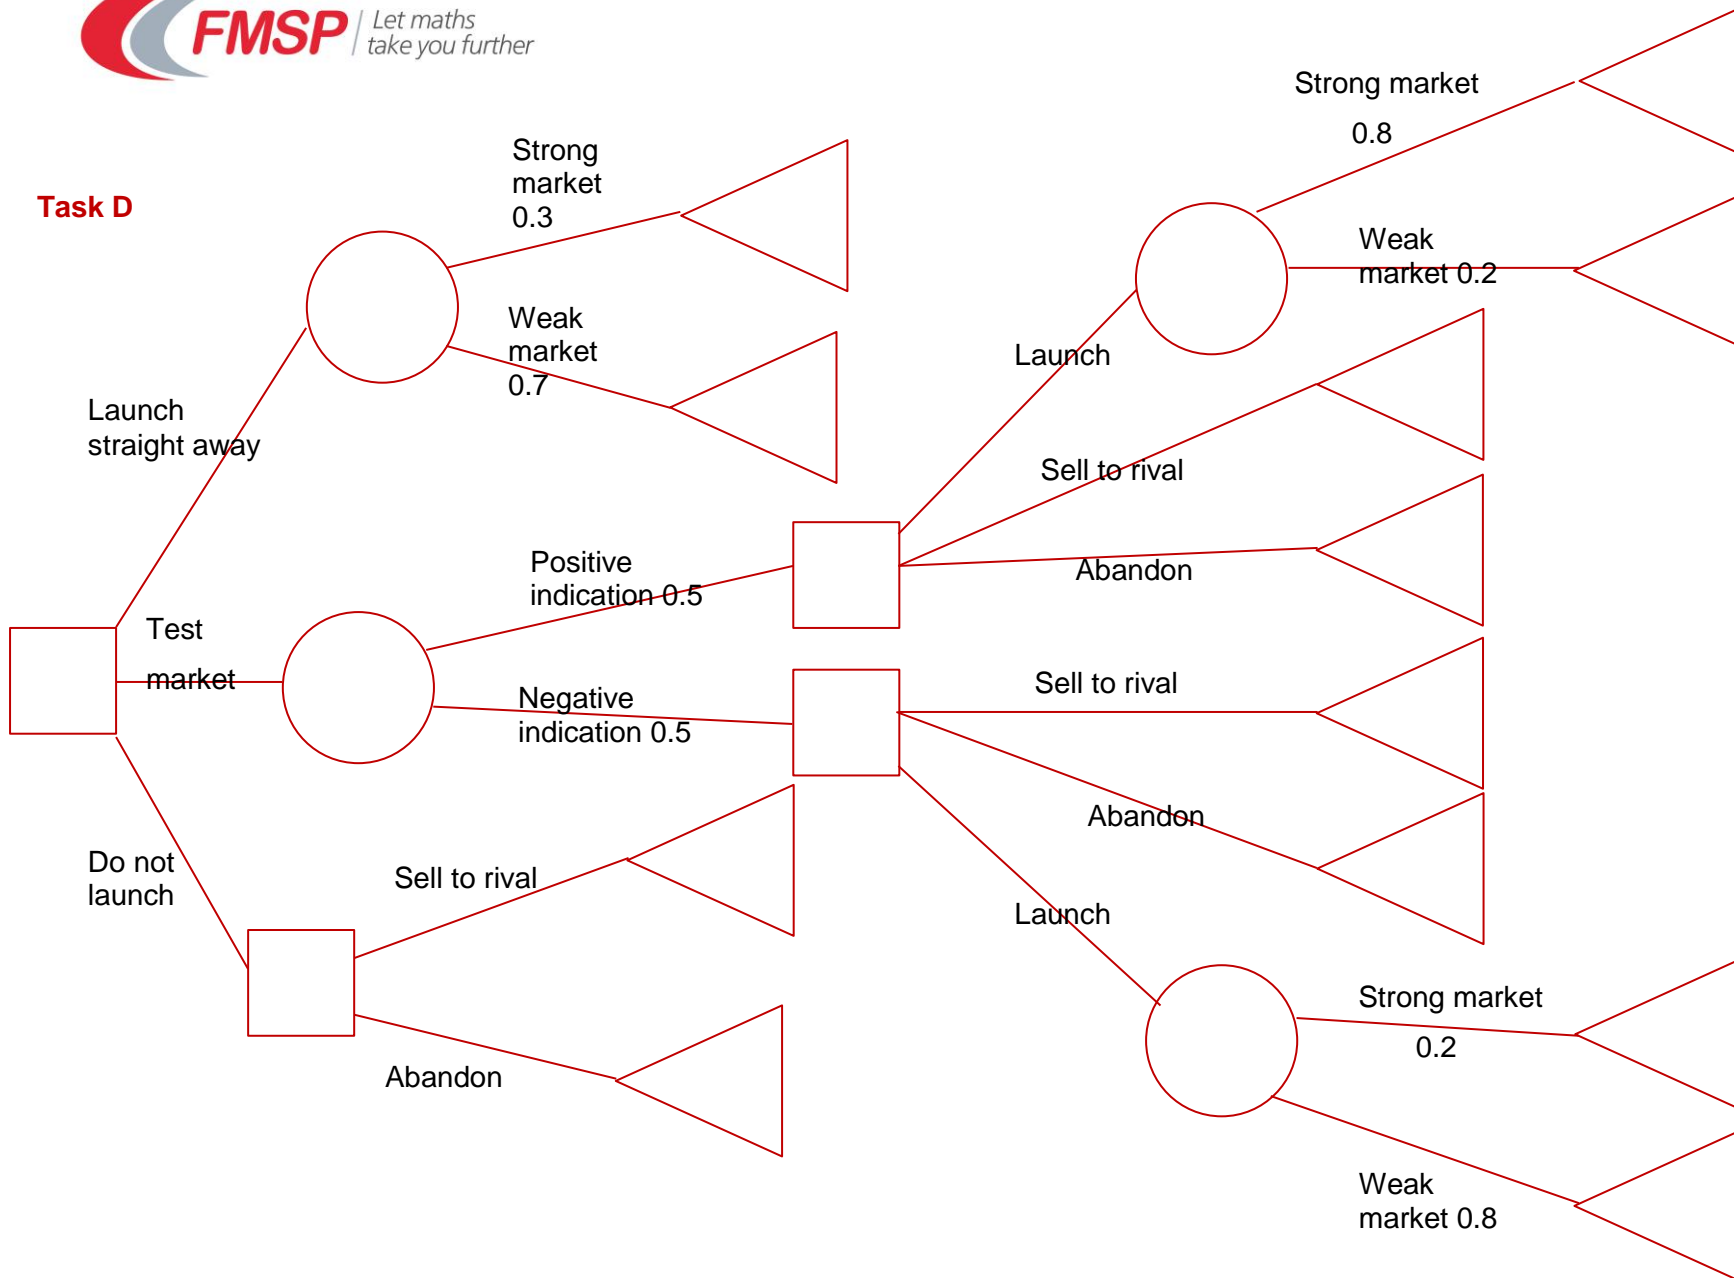 FMSP
Let maths
take you further
Task D
Strong
market
0.3
Weak
market
0.7
Launch
straight away
Test
market
Do not
launch
Positive
indication 0.5
Negative
indication 0.5
Sell to rival
Abandon
Strong market
0.8
Weak
market 0.2
Launch
Sell to rival
Abandon
Sell to rival
Abandon
Launch
Strong market
0.2
Weak
market 0.8